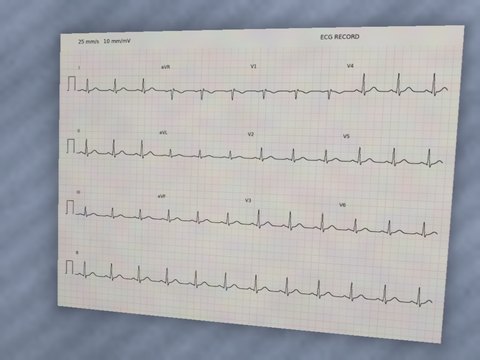 25 mm/s 10 mm/mV ECG RECORD
I aVR V1 V4
II aVL V2 V5
III aVF V3 V6
II